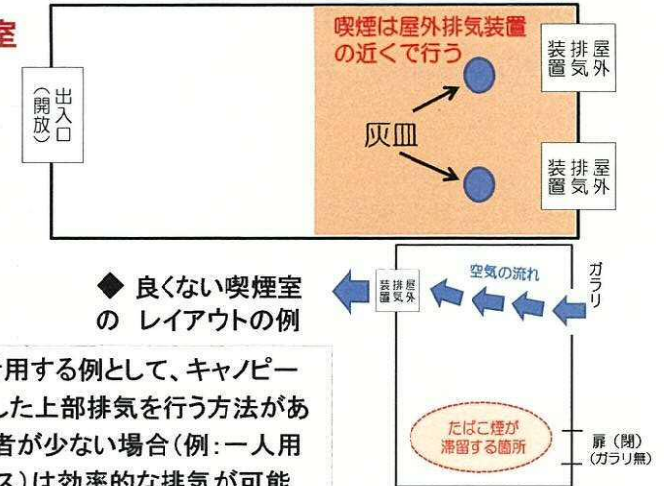 室
喫煙は屋外排気装置
の近くで行う
屋外
排気
装置
出入口
(開放)
灰皿
屋外
排気
装置
◆ 良くない喫煙室
の レイアウトの例
屋外
排気
装置
空気の流れ
ガラリ
用する例として、キャノピー
した上部排気を行う方法があ
者が少ない場合(例:一人用
ス)は効率的な排気が可能
たばこ煙が
滞留する箇所
扉(閉)
(ガラリ無)